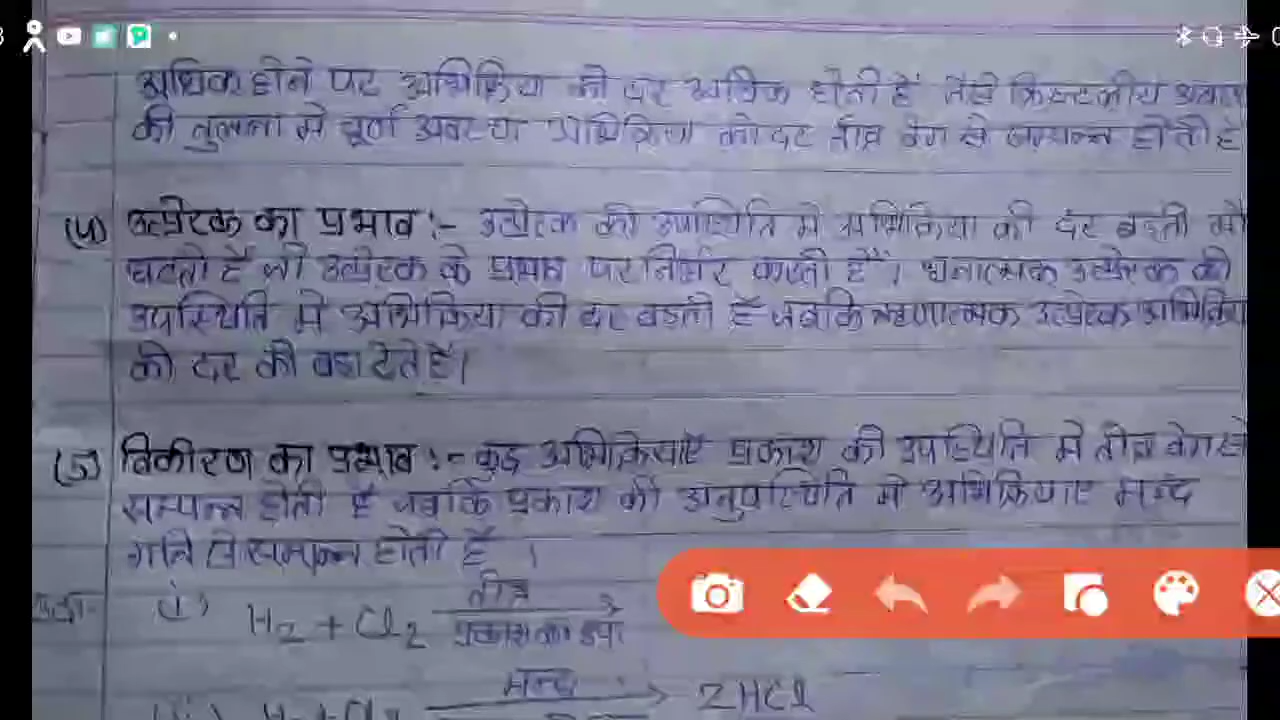 अधिक होने पर अभिक्रिया की दर अधिक होती है जैसे क्रिस्टलीय अवस्था
की तुलना में चूर्ण अवस्था अभिक्रिया की दर तीव्र वेग से सम्पन्न होती है
(4) उत्प्रेरक का प्रभाव :- उत्प्रेरक की उपस्थिति में अभिक्रिया की दर बढ़ती
घटती है जो उत्प्रेरक के पर निर्भर करती है। धनात्मक उत्प्रेरक की
उपस्थिति में अभिक्रिया की दर बढ़ती है जबकि ऋणात्मक उत्प्रेरक
की दर को देते है।
(5) विकीरण का प्रभाव :- कुछ अभिक्रियाएं प्रकाश की उपस्थिति में तीव्र वेग से
सम्पन्न होती है जबकि प्रकाश की अनुपस्थिति में अभिक्रियाएं मन्द
गति से सम्पन्न होती है ।
(i) H2 + Cl2 तीव्र
प्रकाश की
मन्द 2HCl